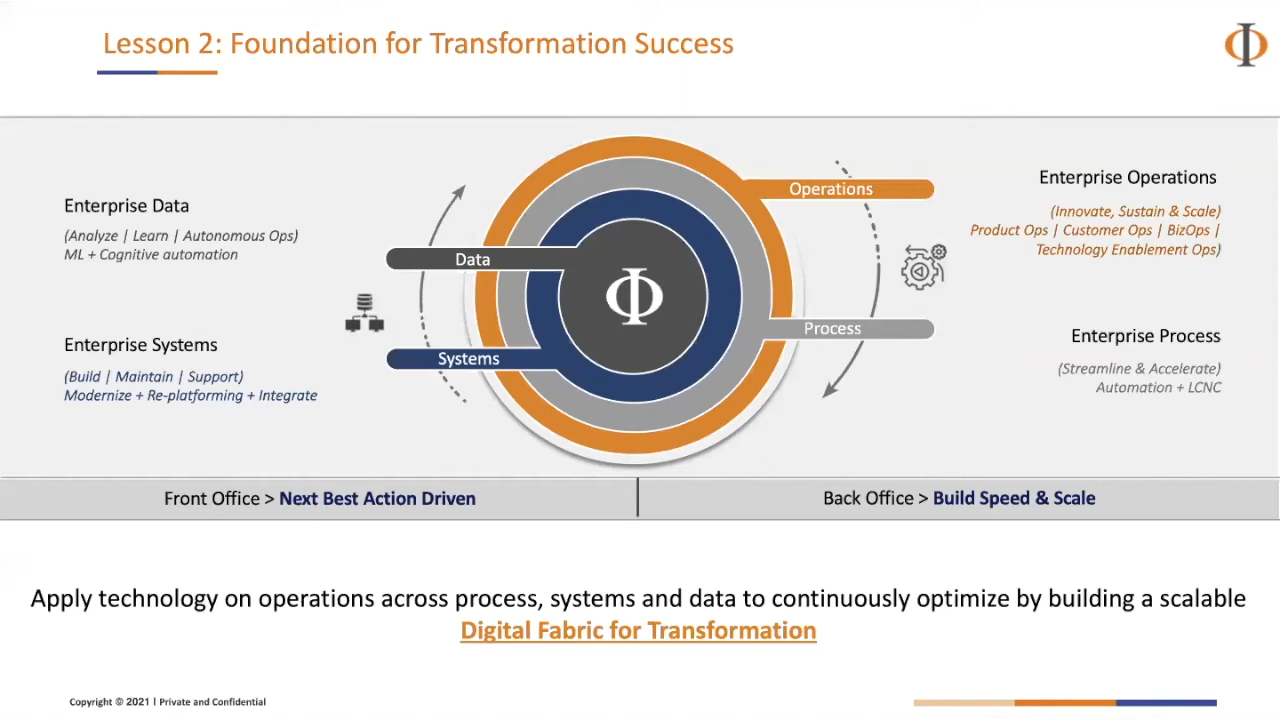 Lesson 2: Foundation for Transformation Success
Enterprise Data
(Analyze | Learn | Autonomous Ops)
ML + Cognitive automation
Enterprise Systems
(Build | Maintain | Support)
Modernize + Re-platforming + Integrate
Data
Systems
Φ
Operations
Process
Enterprise Operations
(Innovate, Sustain & Scale)
Product Ops | Customer Ops | BizOps |
Technology Enablement Ops)
Enterprise Process
(Streamline & Accelerate)
Automation + LCNC
Front Office > Next Best Action Driven
Back Office > Build Speed & Scale
Apply technology on operations across process, systems and data to continuously optimize by building a scalable
Digital Fabric for Transformation
Copyright © 2021 | Private and Confidential